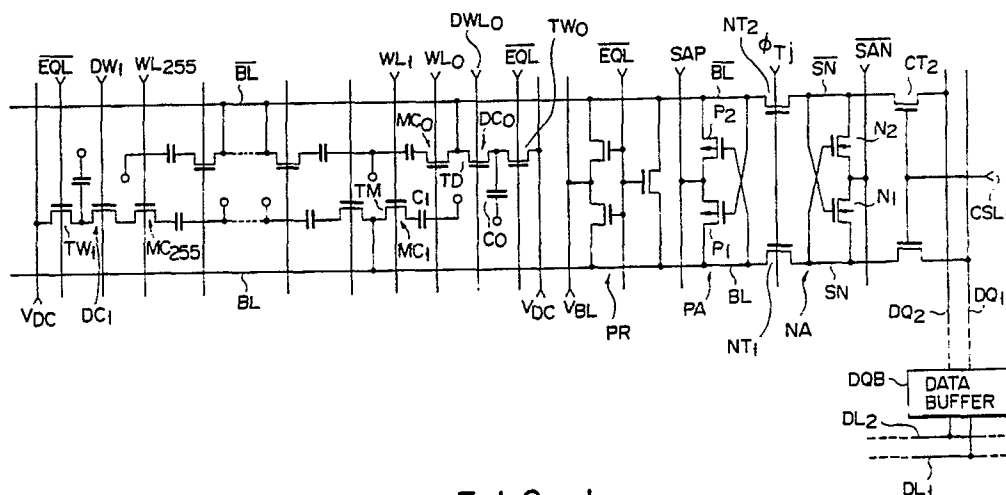 DWL0 TW0 NT2 ϕTj
EQL DW1 WL255 WL1 WL0 EQL EQL SAP BL SN SAN CT2
BL
MC0 DC0 P2 N2
TD
TM
C1 C0 N1
CSL
TW1 MC255 MC1 P1
BL BL SN
VDC DC1 VDC VBL PR PA NT1 NA DQ2 DQ1
DQB DATA
BUFFER
DL2
DL1